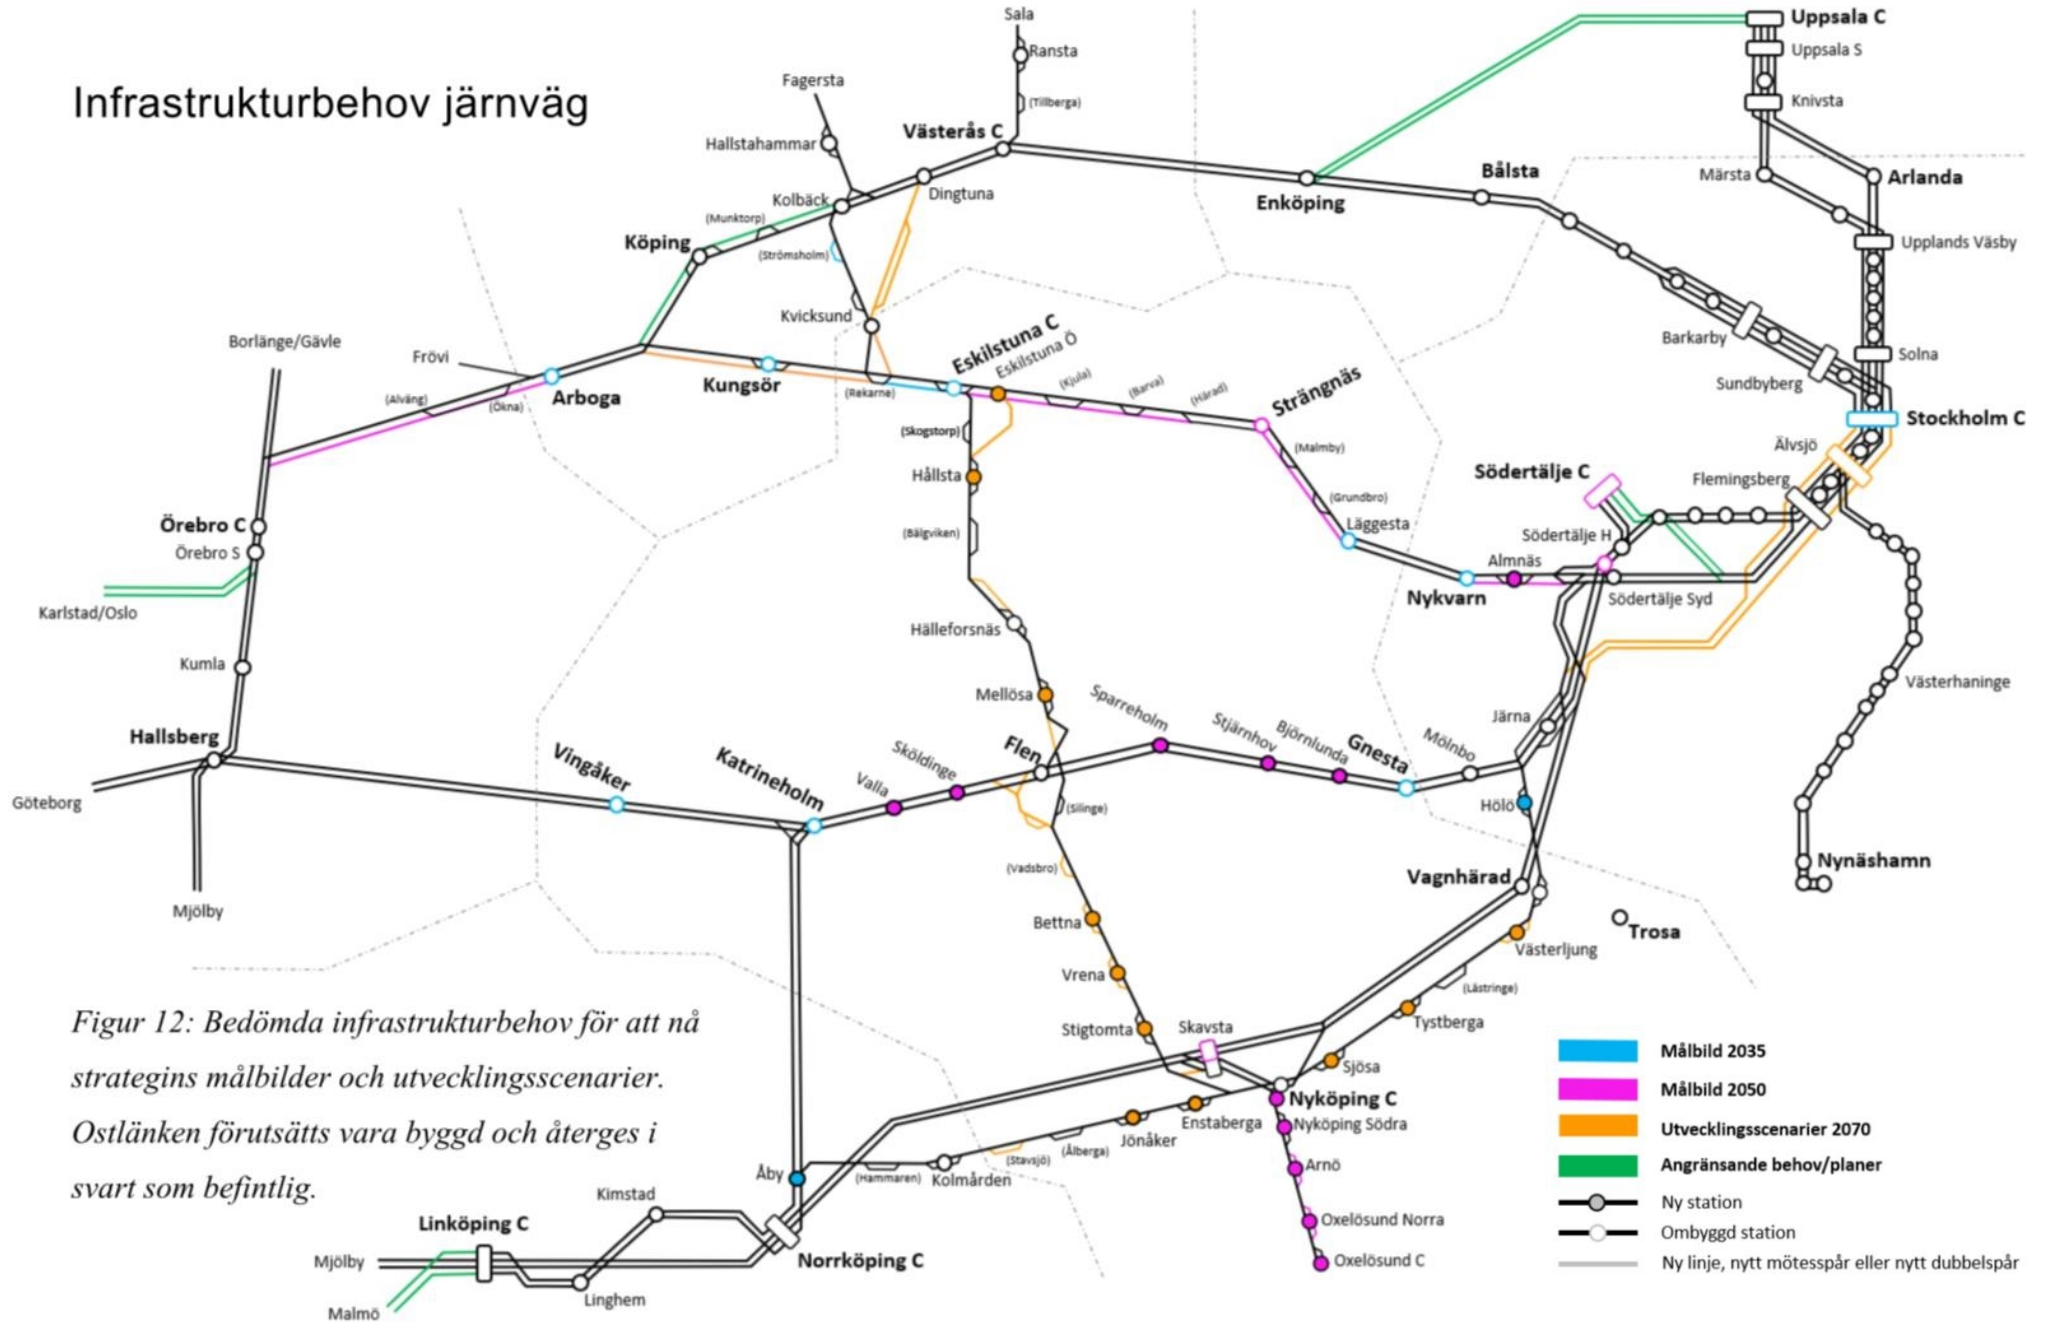 Infrastrukturbehov järnväg
Sala
Ransta
(Tillberga)
Fagersta
Hallstahammar
Västerås C
Kolbäck
Dingtuna
(Munktorp)
Köping
(Strömsholm)
Kvicksund
Enköping
Bålsta
Uppsala C
Uppsala S
Knivsta
Märsta
Arlanda
Upplands Väsby
Barkarby
Solna
Sundbyberg
Stockholm C
Älvsjö
Flemingsberg
Södertälje C
Södertälje H
Södertälje Syd
Borlänge/Gävle
Frövi
(Alväng)
(Ökna)
Arboga
Kungsör
(Rekarne)
Eskilstuna C
Eskilstuna Ö
(Kjula)
(Barva)
(Härad)
Strängnäs
(Malmby)
(Grundbro)
Läggesta
Nykvarn
Almnäs
(Skogstorp)
Hållsta
(Bälgviken)
Hälleforsnäs
Mellösa
Örebro C
Örebro S
Karlstad/Oslo
Kumla
Hallsberg
Göteborg
Mjölby
Vingåker
Katrineholm
Valla
Sköldinge
Flen
Sparreholm
Stjärnhov
Björnlunda
Gnesta
Mölnbo
Järna
Hölö
Västerhaninge
Nynäshamn
(Silinge)
(Vadsbro)
Bettna
Vrena
Stigtomta
Vagnhärad
Trosa
Västerljung
(Lästringe)
Tystberga
Sjösa
Skavsta
Nyköping C
Nyköping Södra
Arnö
Oxelösund Norra
Oxelösund C
Enstaberga
Jönåker
(Ålberga)
(Stavsjö)
Kolmården
(Hammaren)
Åby
Kimstad
Linköping C
Mjölby
Malmö
Linghem
Norrköping C
Figur 12: Bedömda infrastrukturbehov för att nå
strategins målbilder och utvecklingsscenarier.
Ostlänken förutsätts vara byggd och återges i
svart som befintlig.
Målbild 2035
Målbild 2050
Utvecklingsscenarier 2070
Angränsande behov/planer
Ny station
Ombyggd station
Ny linje, nytt mötesspår eller nytt dubbelspår